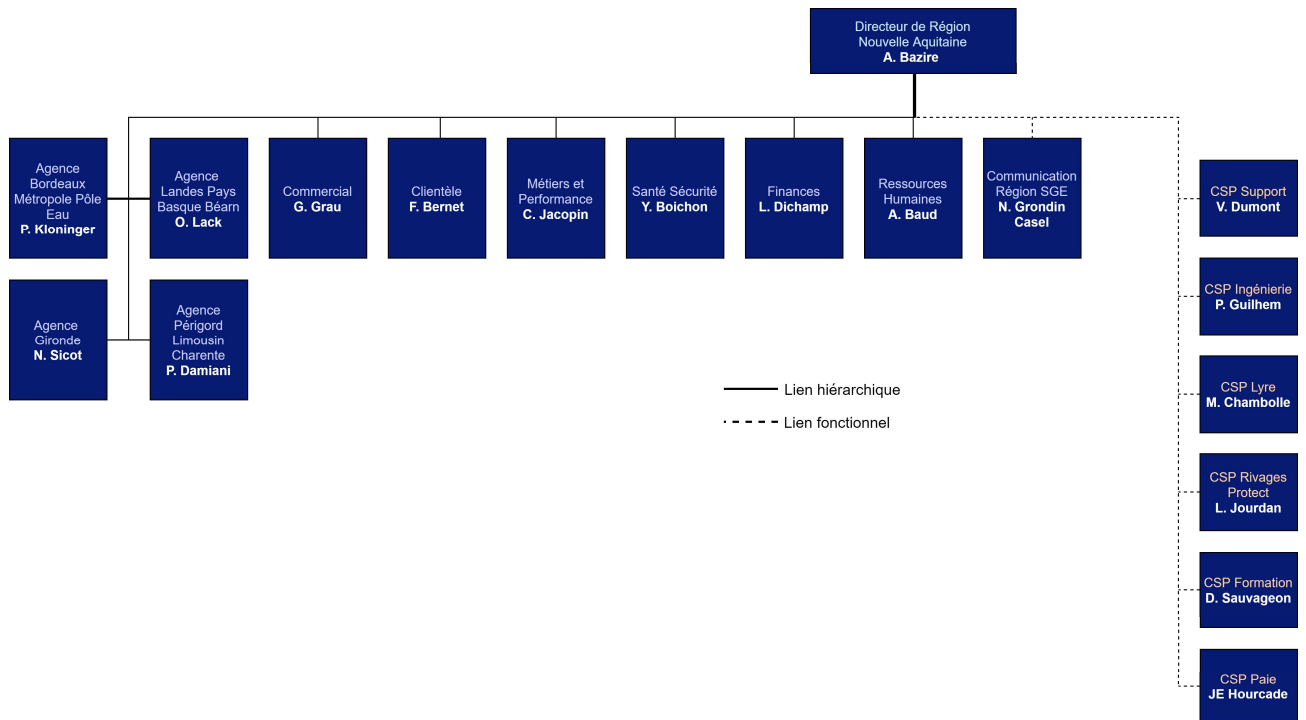 Directeur de Région
Nouvelle Aquitaine
A. Bazire
Agence
Bordeaux
Métropole Pôle
Eau
P. Kloninger
Agence
Landes Pays
Basque Béarn
O. Lack
Commercial
G. Grau
Clientèle
F. Bernet
Métiers et
Performance
C. Jacopin
Santé Sécurité
Y. Boichon
Finances
L. Dichamp
Ressources
Humaines
A. Baud
Communication
Région SGE
N. Grondin
Casel
CSP Support
V. Dumont
CSP Ingénierie
P. Guilhem
Agence
Gironde
N. Sicot
Agence
Périgord
Limousin
Charente
P. Damiani
Lien hiérarchique
Lien fonctionnel
CSP Lyre
M. Chambolle
CSP Rivages
Protect
L. Jourdan
CSP Formation
D. Sauvageon
CSP Paie
JE Hourcade